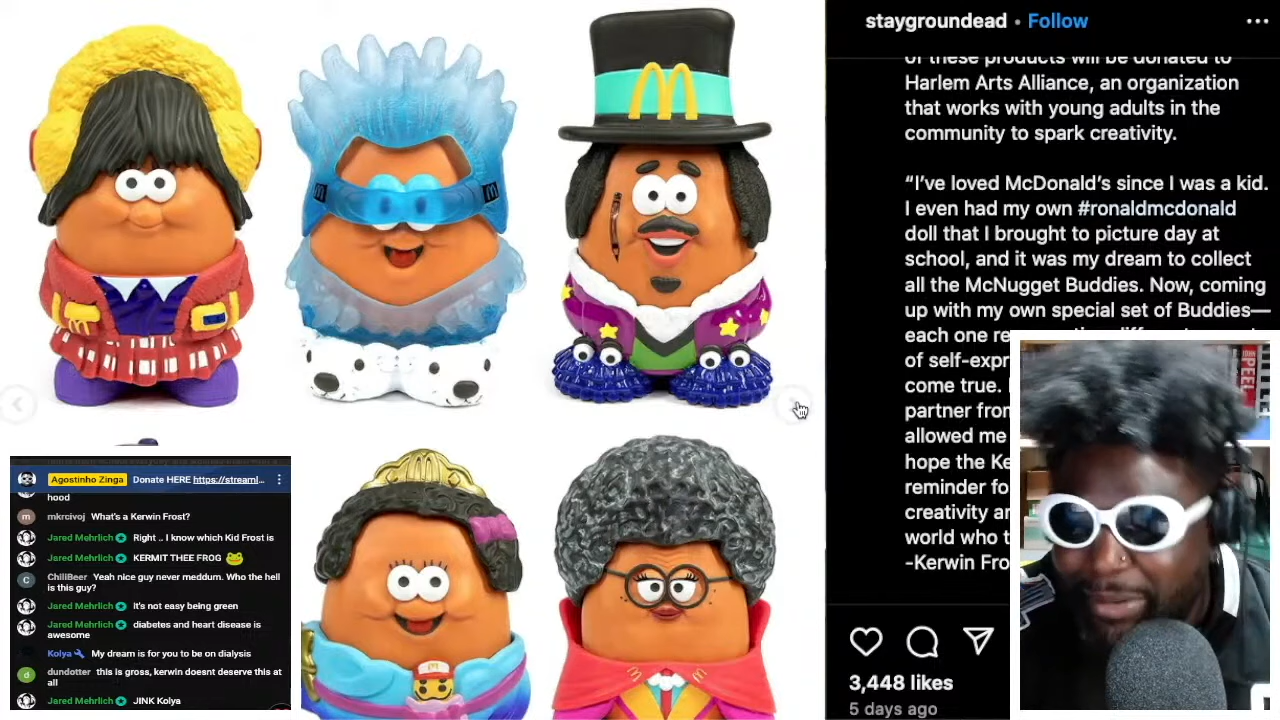 staygroundead • Follow
of these products will be donated to
Harlem Arts Alliance, an organization
that works with young adults in the
community to spark creativity.
“I’ve loved McDonald’s since I was a kid.
I even had my own #ronaldmcdonald
doll that I brought to picture day at
school, and it was my dream to collect
all the McNugget Buddies. Now, coming
up with my own special set of Buddies—
each one re
of self-expr
come true.
partner from
allowed me
hope the Ke
reminder fo
creativity an
world who t
-Kerwin Fro
3,448 likes
5 days ago
Agostinho Zinga Donate HERE https://streaml...
hood
mkrcivoj What's a Kerwin Frost?
Jared Mehrlich Right .. I know which Kid Frost is
Jared Mehrlich KERMIT THEE FROG
C ChiliBeer Yeah nice guy never meddum. Who the hell
is this guy?
Jared Mehrlich it's not easy being green
Jared Mehrlich diabetes and heart disease is
awesome
Kolya My dream is for you to be on dialysis
d dundotter this is gross, kerwin doesnt deserve this at
all
Jared Mehrlich JINK Kolya